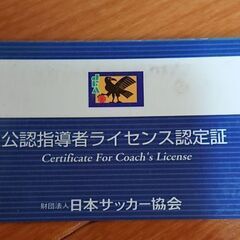 公認指導者ライセンス認定証
Certificate For Coach's License
財団法人 日本サッカー協会